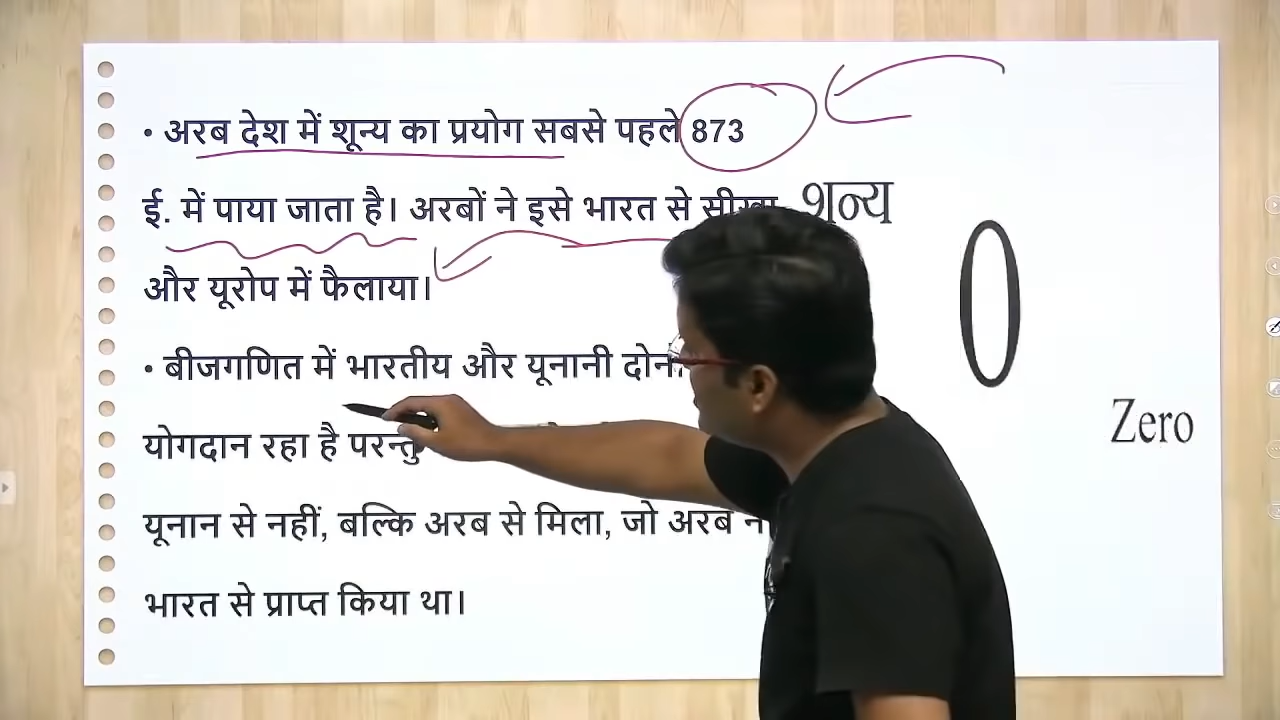 • अरब देश में शून्य का प्रयोग सबसे पहले 873
ई. में पाया जाता है। अरबों ने इसे भारत से सीखा
और यूरोप में फैलाया।
• बीजगणित में भारतीय और यूनानी
योगदान रहा है परन्तु
यूनान से नहीं, बल्कि अरब से मिला, जो अरब ने
भारत से प्राप्त किया था।
शून्य
0
Zero